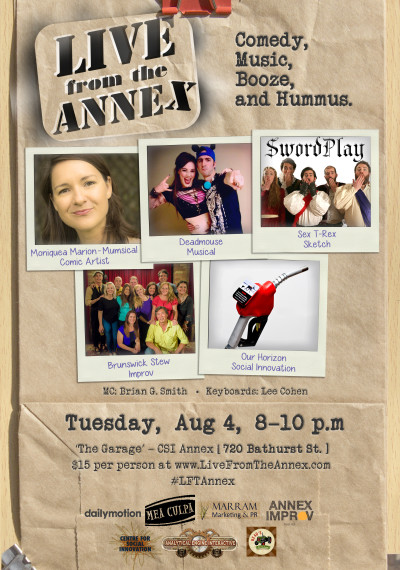 LIVE
from the
ANNEX
Comedy,
Music,
Booze,
and Hummus.
SwordPlay
Moniquea Marion-Mumsical
Comic Artist
Deadmouse
Musical
Sex T-Rex
Sketch
Brunswick Stew
Improv
Our Horizon
Social Innovation
MC: Brian G. Smith - Keyboards: Lee Cohen
Tuesday, Aug 4, 8-10 p.m
'The Garage' - CSI Annex [ 720 Bathurst St. ]
$15 per person at www.LiveFromTheAnnex.com
#LFTAnnex
dailymotion
MEA CULPA
MARRAM
Marketing & PR
ANNEX
IMPROV
CENTRE FOR
SOCIAL
INNOVATION
ANALYTICAL ENGINE INTERACTIVE